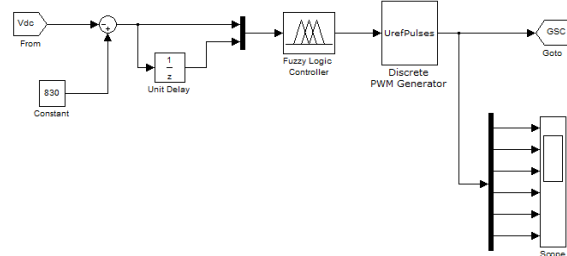 Vdc
From
830
Constant
1
z
Unit Delay
Fuzzy Logic
Controller
UrefPulses
Discrete
PWM Generator
GSC
Goto
Scope